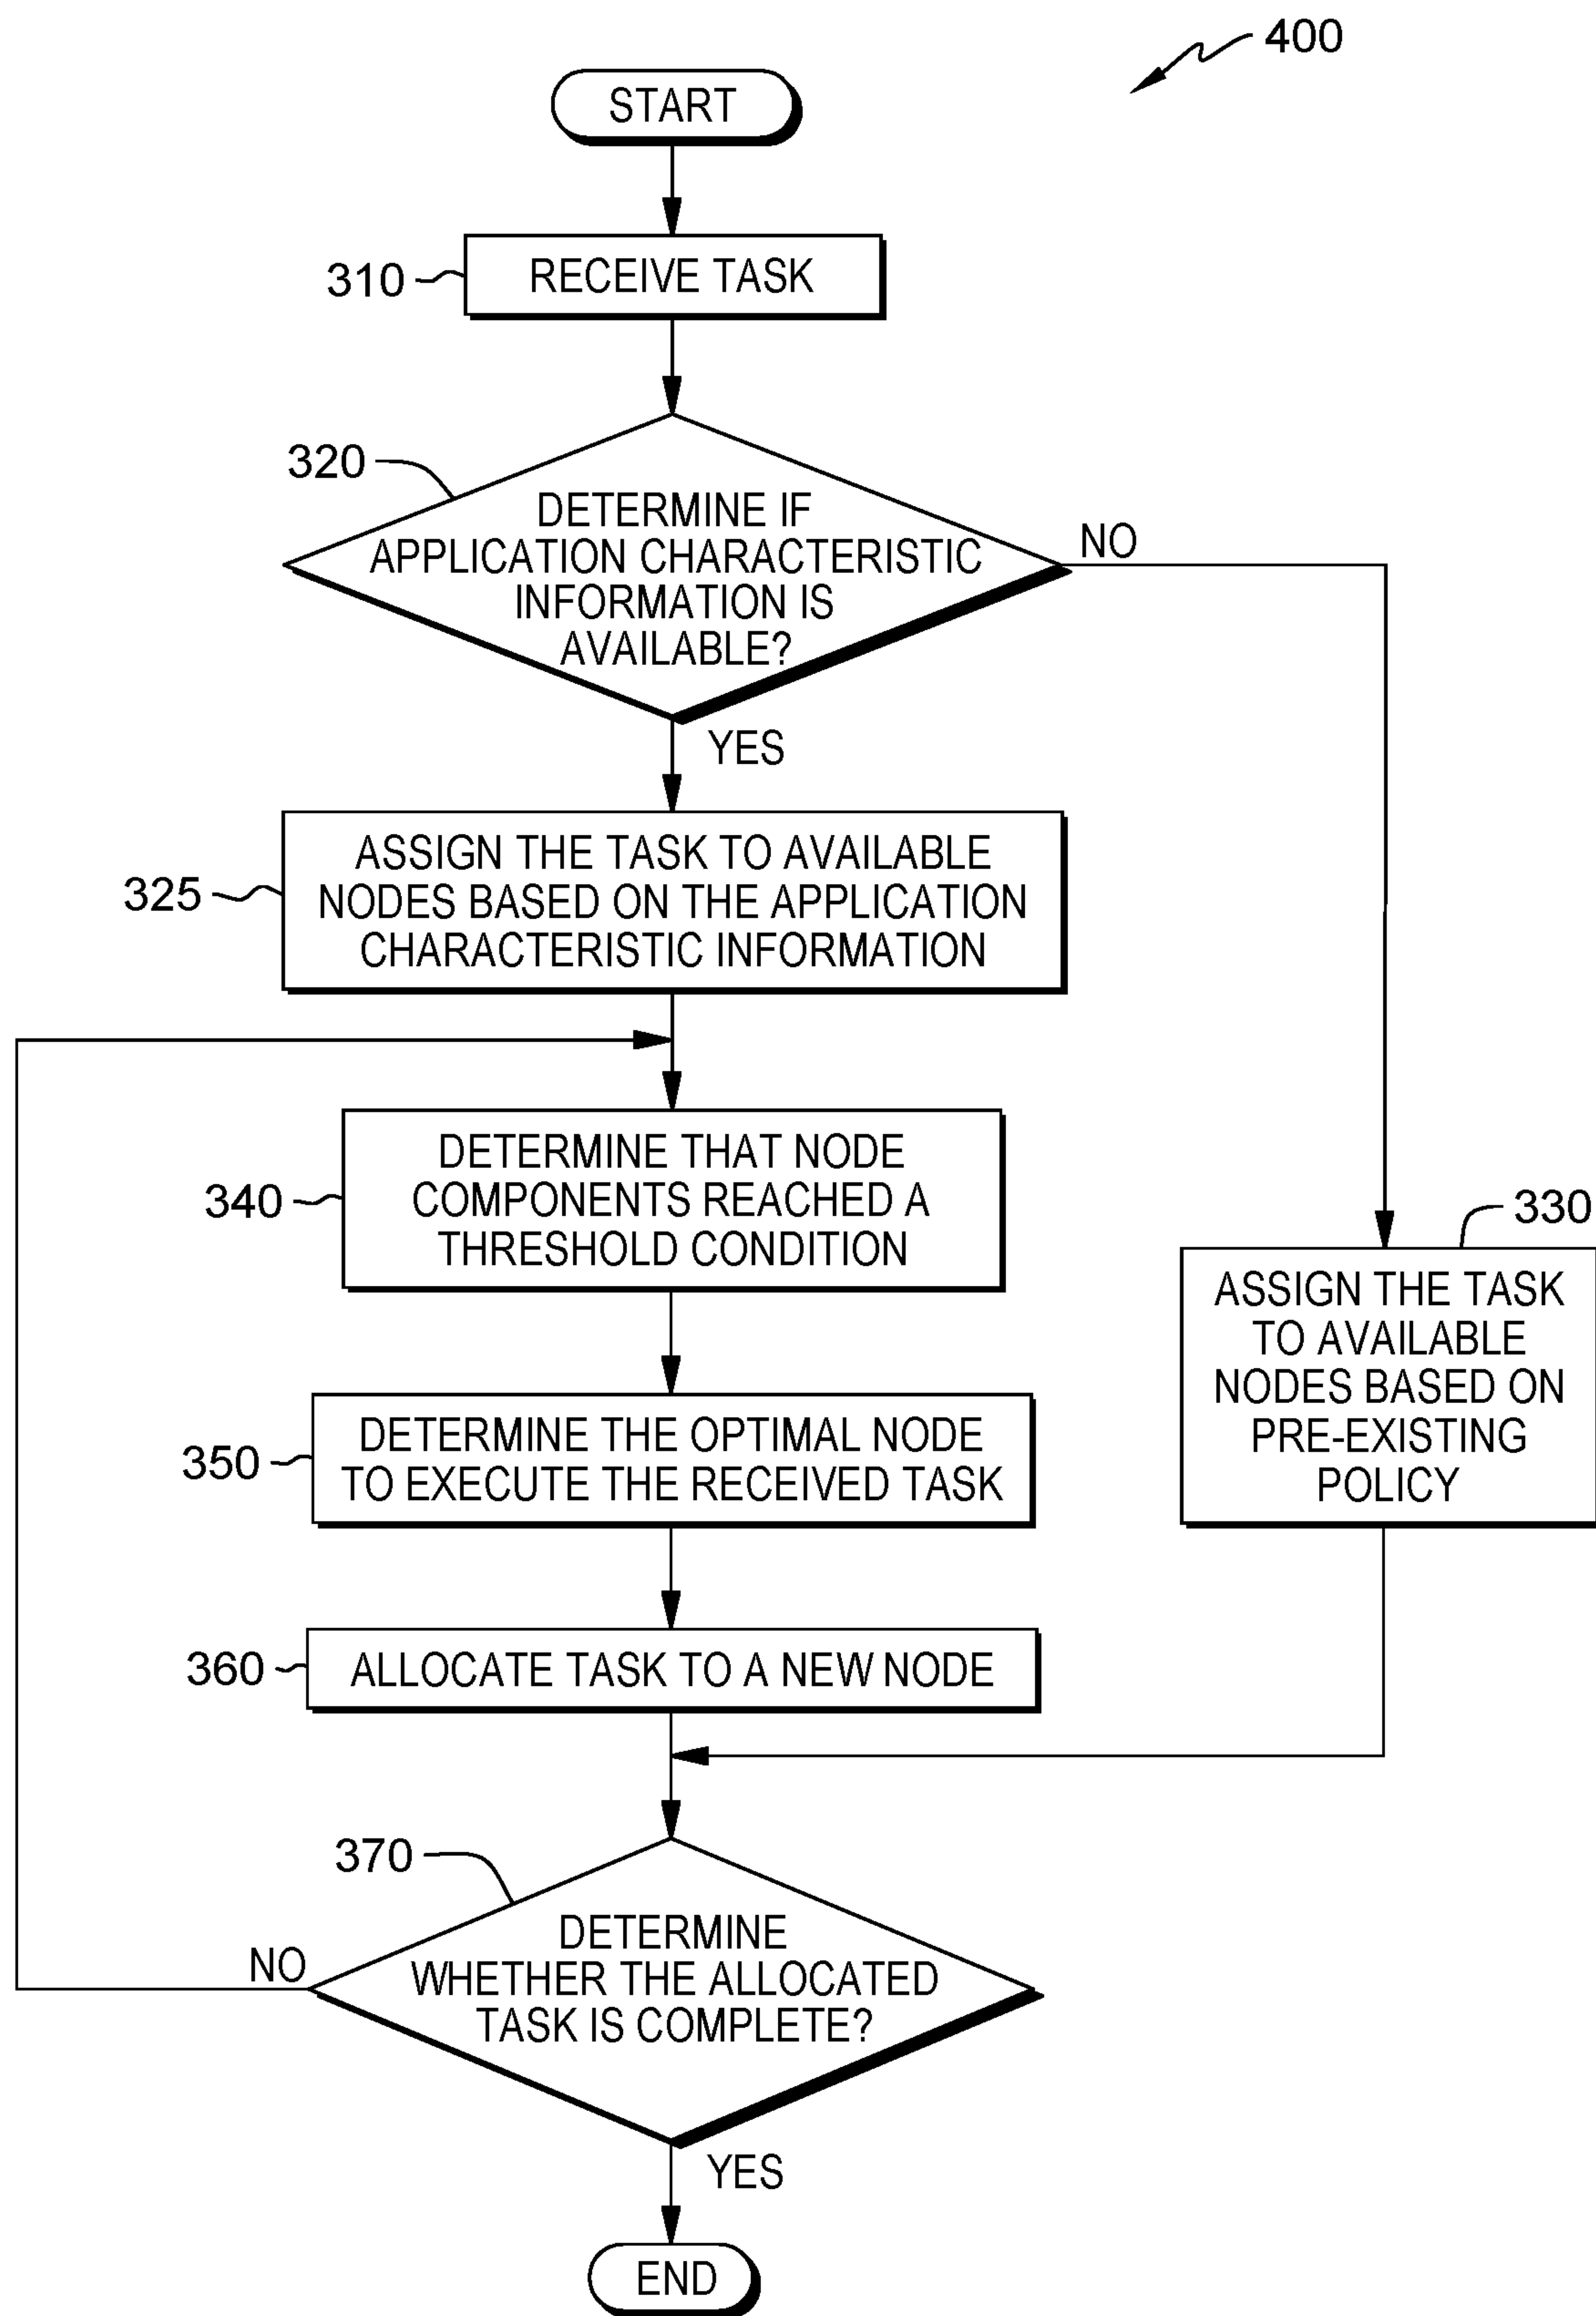 400
START
310
RECEIVE TASK
320
DETERMINE IF
APPLICATION CHARACTERISTIC
INFORMATION IS
AVAILABLE?
NO
YES
325
ASSIGN THE TASK TO AVAILABLE
NODES BASED ON THE APPLICATION
CHARACTERISTIC INFORMATION
340
DETERMINE THAT NODE
COMPONENTS REACHED A
THRESHOLD CONDITION
330
ASSIGN THE TASK
TO AVAILABLE
NODES BASED ON
PRE-EXISTING
POLICY
350
DETERMINE THE OPTIMAL NODE
TO EXECUTE THE RECEIVED TASK
360
ALLOCATE TASK TO A NEW NODE
370
DETERMINE
WHETHER THE ALLOCATED
TASK IS COMPLETE?
NO
YES
END